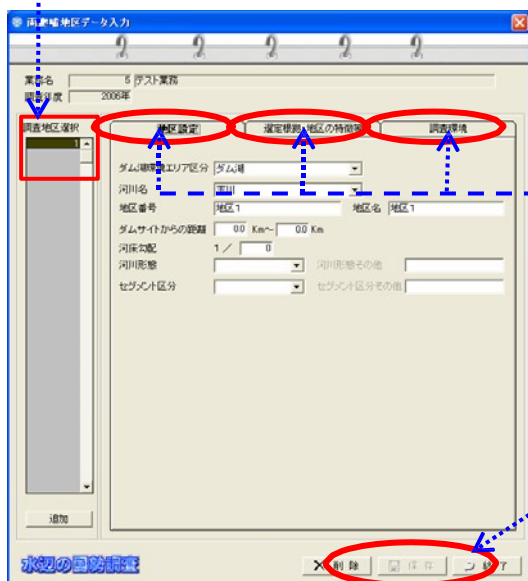 両爬哺地区データ入力
業務名 5 テスト業務
調査年度 2006年
調査地区選択
1
地区設定 選定根拠・地区の特徴等 調査環境
ダム湖環境エリア区分 ダム湖
河川名
地区番号 地区1 地区名 地区1
ダムサイトからの距離 0.0 Km～ 0.0 Km
河床勾配 1／ 0
河川形態 河川形態その他
セグメント区分 セグメント区分その他
追加
水辺の国勢調査
削除 保存 終了